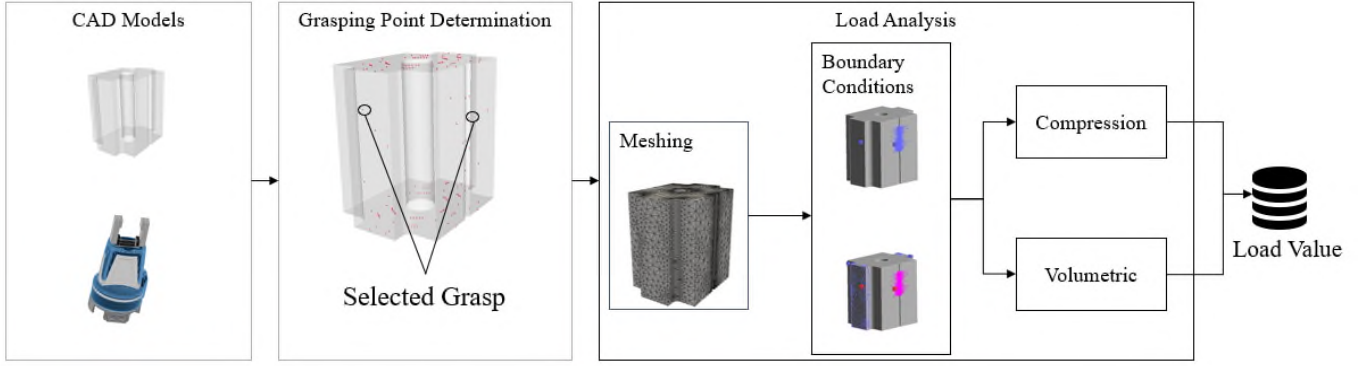 CAD Models
Grasping Point Determination
Selected Grasp
Load Analysis
Meshing
Boundary
Conditions
Compression
Volumetric
Load Value